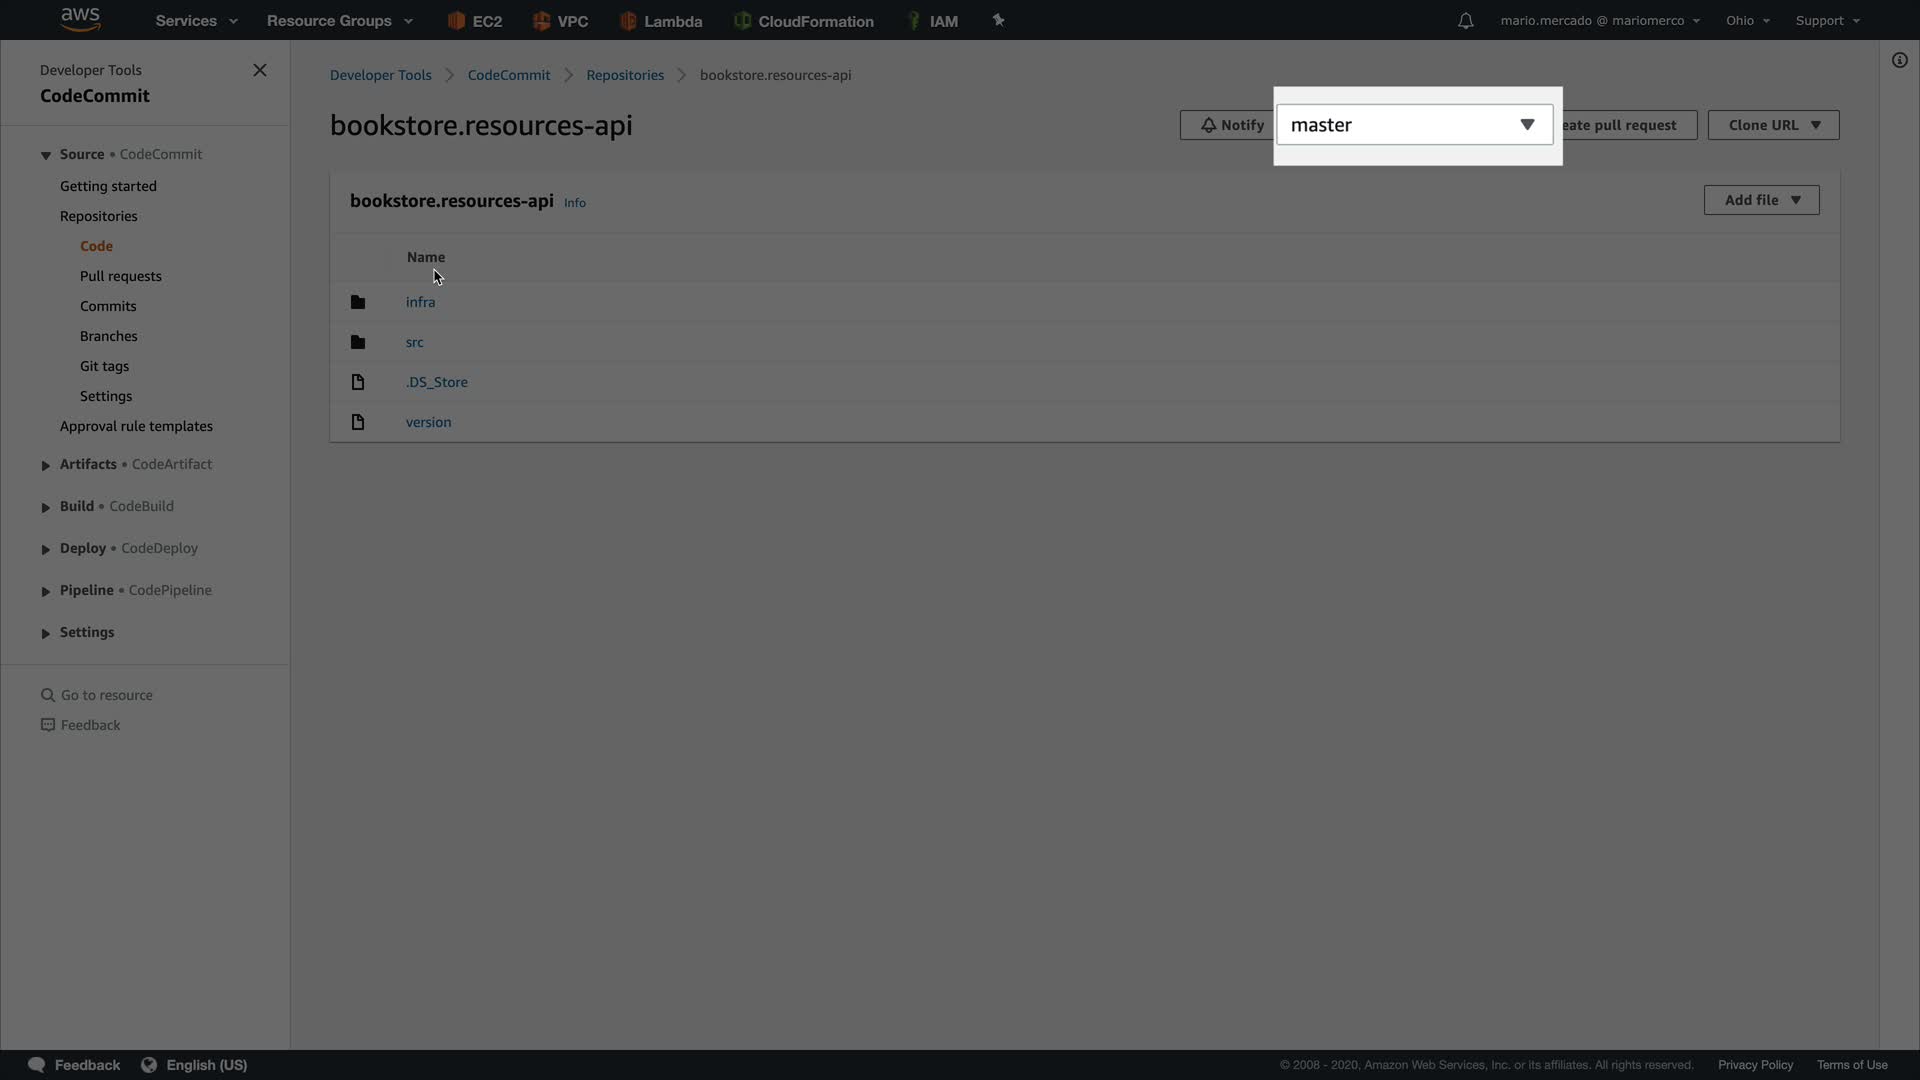 aws Services Resource Groups EC2 VPC Lambda CloudFormation IAM mario.mercado @ mariomerco Ohio Support
Developer Tools
CodeCommit
Source • CodeCommit
Getting started
Repositories
Code
Pull requests
Commits
Branches
Git tags
Settings
Approval rule templates
Artifacts • CodeArtifact
Build • CodeBuild
Deploy • CodeDeploy
Pipeline • CodePipeline
Settings
Go to resource
Feedback
Developer Tools CodeCommit Repositories bookstore.resources-api
bookstore.resources-api
Notify master eate pull request Clone URL
bookstore.resources-api Info Add file
Name
infra
src
.DS_Store
version
Feedback English (US) © 2008 - 2020, Amazon Web Services, Inc. or its affiliates. All rights reserved. Privacy Policy Terms of Use